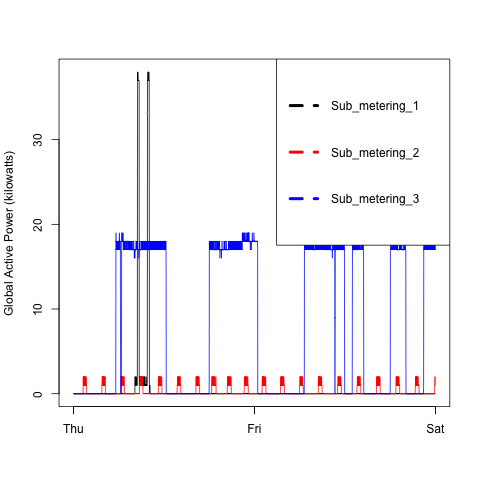 Sub_metering_1
Sub_metering_2
Sub_metering_3
Global Active Power (kilowatts)
30
20
10
0
Thu Fri Sat